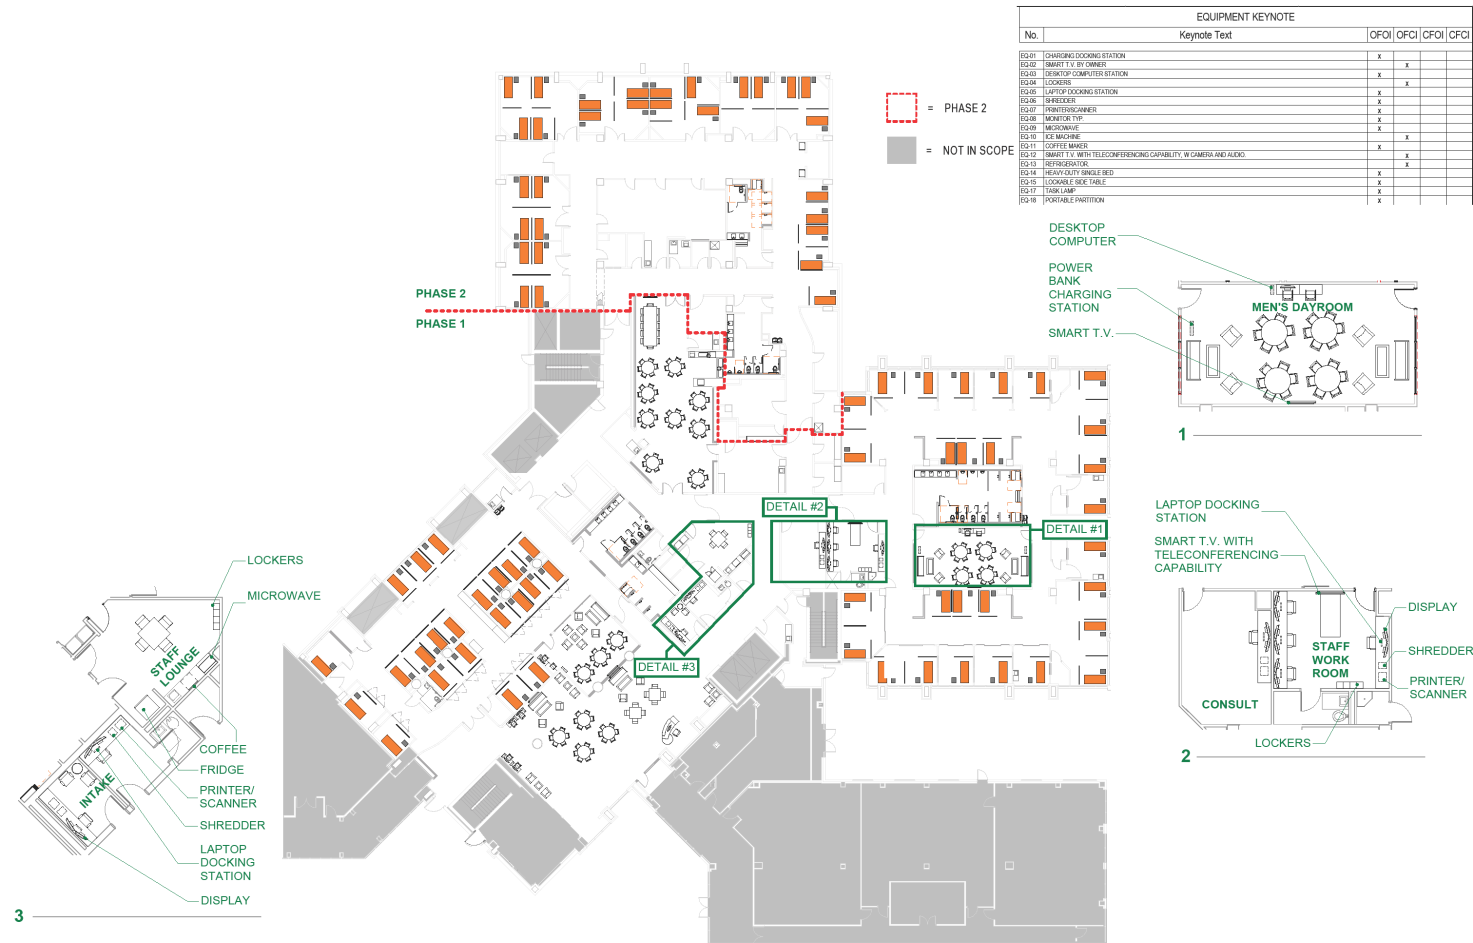 EQUIPMENT KEYNOTE
No. Keynote Text OFOI OFCI CFOI CFCI
EQ-01 CHARGING DOCKING STATION X
EQ-02 SMART T.V. BY OWNER X
EQ-03 DESKTOP COMPUTER STATION X
EQ-04 LOCKERS X
EQ-05 LAPTOP DOCKING STATION X
EQ-06 SHREDDER X
EQ-07 PRINTER/SCANNER X
EQ-08 MONITOR TYP. X
EQ-09 MICROWAVE X
EQ-10 ICE MACHINE X
EQ-11 COFFEE MAKER X
EQ-12 SMART T.V. WITH TELECONFERENCING CAPABILITY, W CAMERA AND AUDIO. X
EQ-13 REFRIGERATOR. X
EQ-14 HEAVY-DUTY SINGLE BED X
EQ-15 LOCKABLE SIDE TABLE X
EQ-17 TASK LAMP X
EQ-18 PORTABLE PARTITION X
= PHASE 2
= NOT IN SCOPE
PHASE 2
PHASE 1
DESKTOP
COMPUTER
POWER
BANK
CHARGING
STATION
SMART T.V.
MEN'S DAYROOM
1
DETAIL #2
DETAIL #1
DETAIL #3
LAPTOP DOCKING
STATION
SMART T.V. WITH
TELECONFERENCING
CAPABILITY
DISPLAY
SHREDDER
PRINTER/
SCANNER
STAFF
WORK
ROOM
CONSULT
LOCKERS
2
LOCKERS
MICROWAVE
STAFF
LOUNGE
COFFEE
FRIDGE
PRINTER/
SCANNER
SHREDDER
LAPTOP
DOCKING
STATION
DISPLAY
INTAKE
3